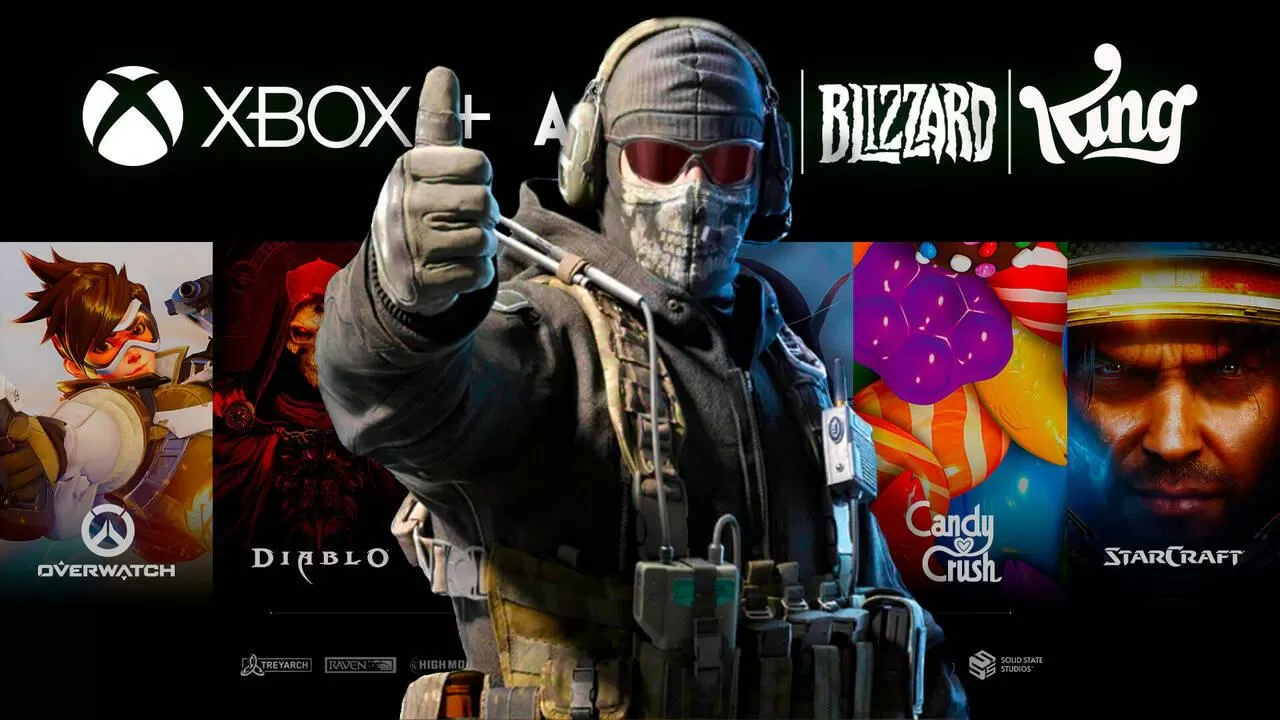 XBOX + A
BLIZZARD
King
OVERWATCH
DIABLO
Candy
Crush
STARCRAFT
TREYARCH
RAVEN
HIGH MO
SOLID STATE
STUDIOS